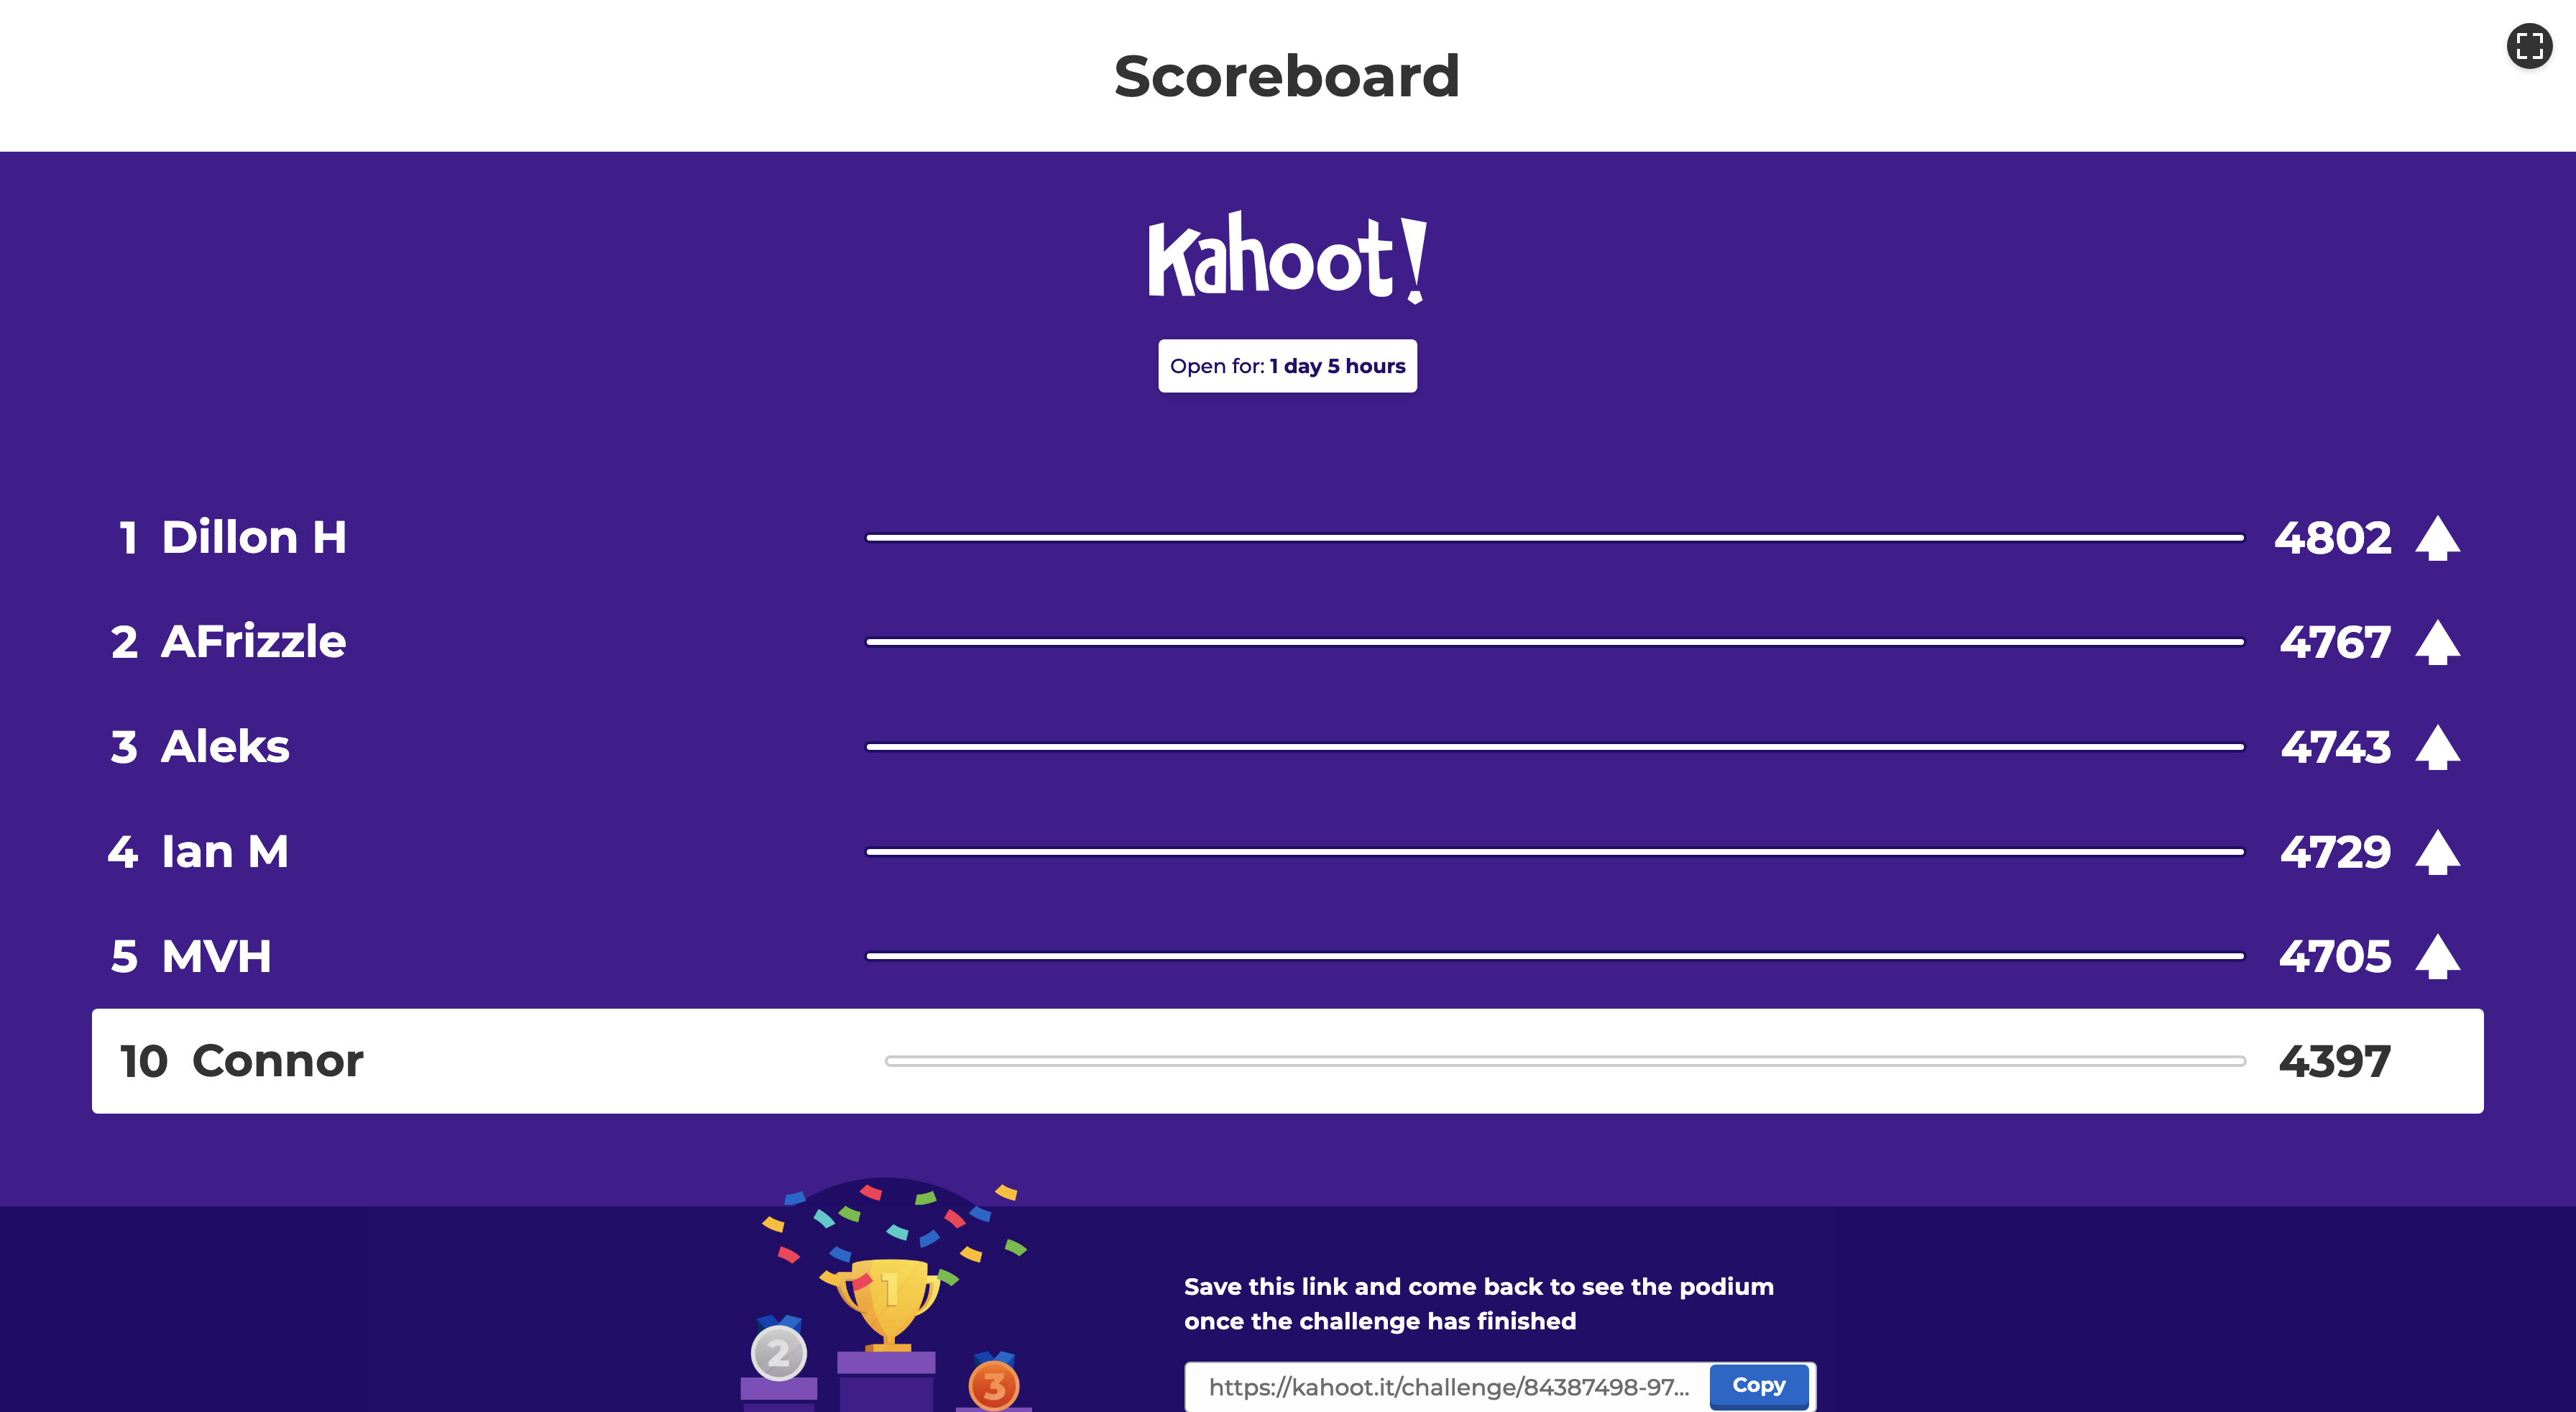 Scoreboard
Kahoot!
Open for: 1 day 5 hours
1 Dillon H 4802
2 AFrizzle 4767
3 Aleks 4743
4 Ian M 4729
5 MVH 4705
10 Connor 4397
1
2
3
Save this link and come back to see the podium
once the challenge has finished
https://kahoot.it/challenge/84387498-97... Copy